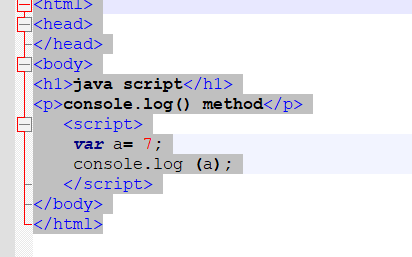 <html>
<head>
</head>
<body>
<h1>java script</h1>
<p>console.log() method</p>
<script>
var a= 7;
console.log (a);
</script>
</body>
</html>